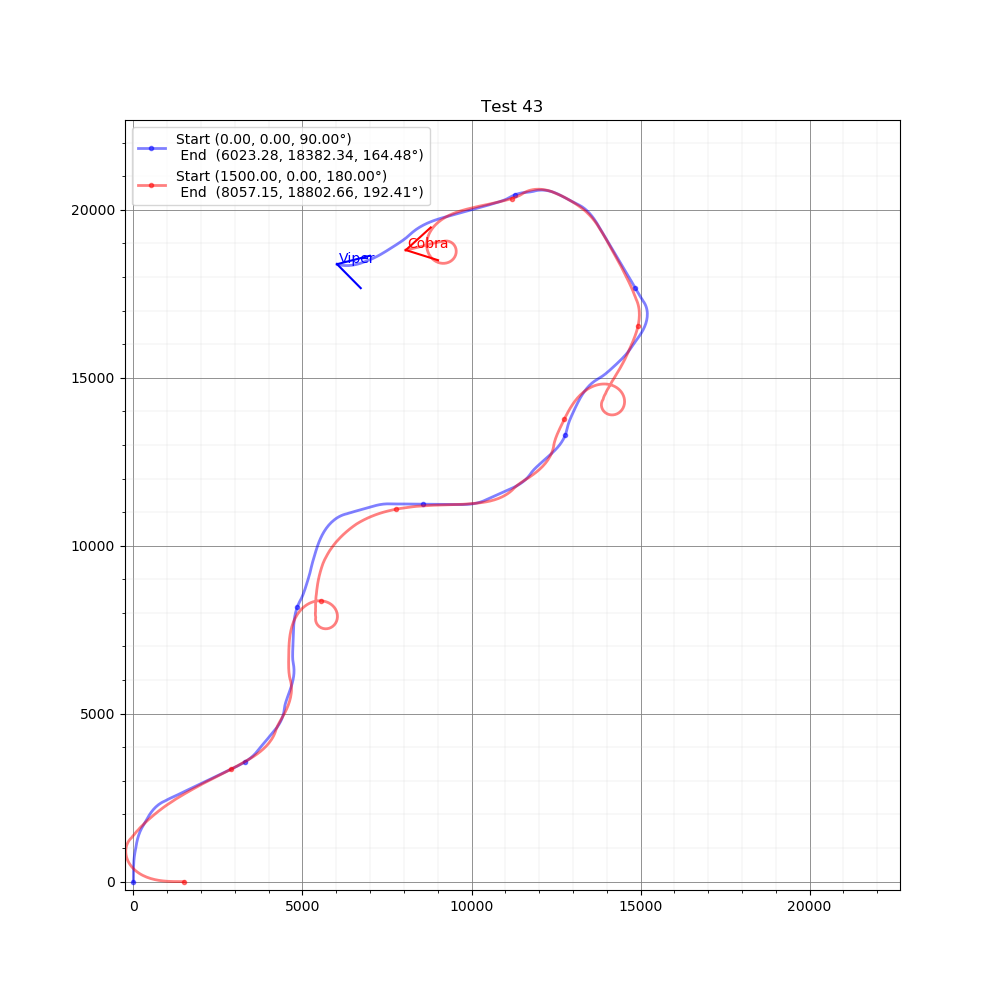 Test 43
Start (0.00, 0.00, 90.00°)
End  (6023.28, 18382.34, 164.48°)
Start (1500.00, 0.00, 180.00°)
End  (8057.15, 18802.66, 192.41°)
20000
Cobra
Viper
15000
10000
5000
0
0 5000 10000 15000 20000